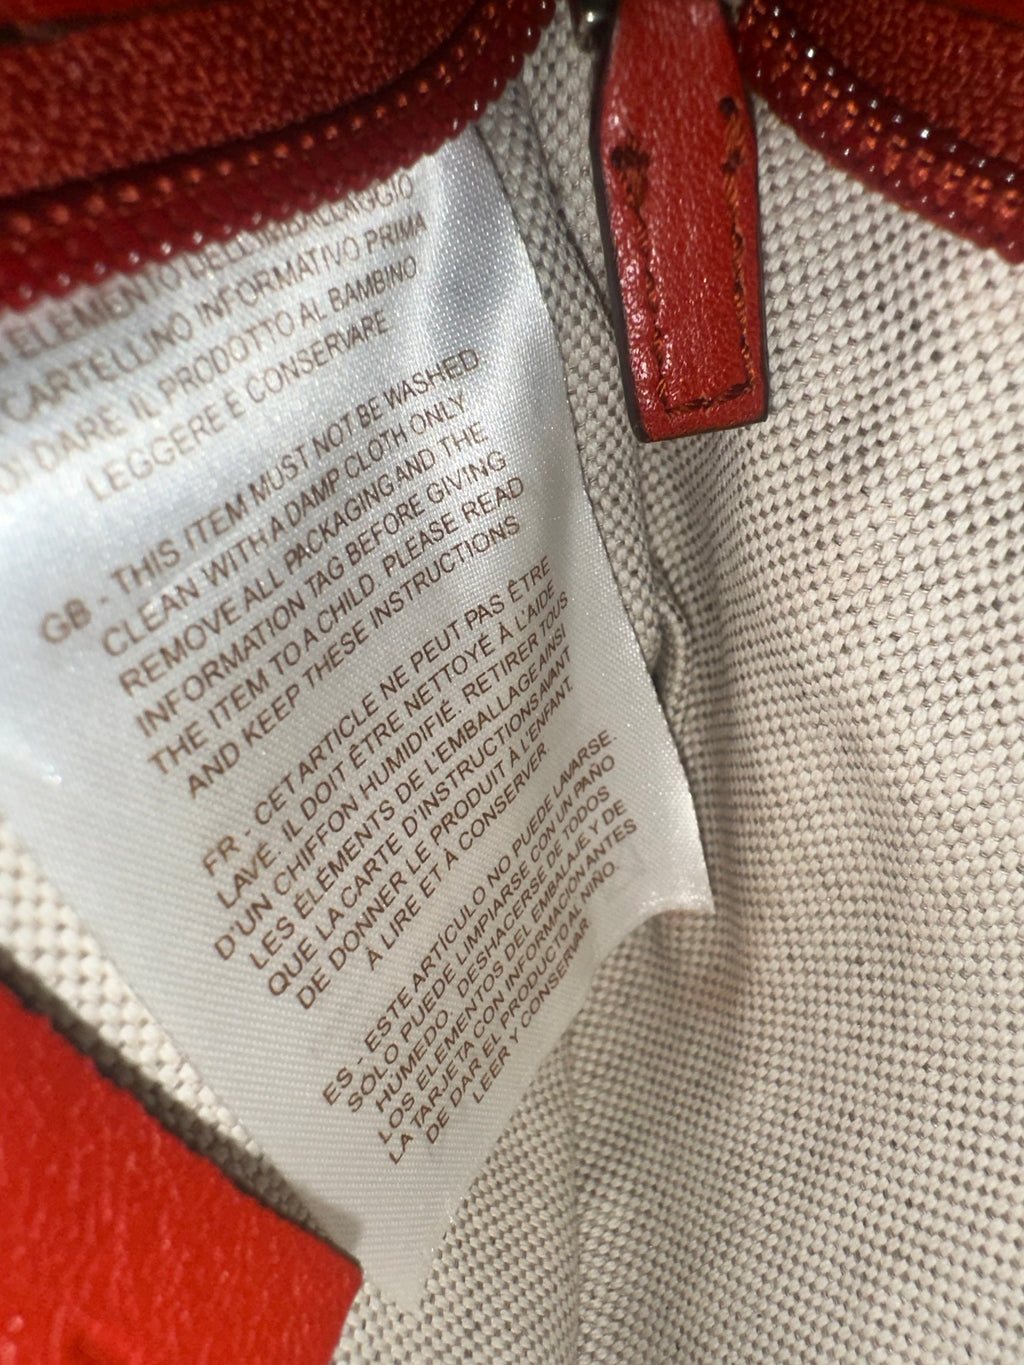 ELEMENTO DELL'IMBALLAGGIO
CARTELLINO INFORMATIVO PRIMA
DARE IL PRODOTTO AL BAMBINO.
LEGGERE E CONSERVARE.
GB - THIS ITEM MUST NOT BE WASHED
CLEAN WITH A DAMP CLOTH ONLY
REMOVE ALL PACKAGING AND THE
INFORMATION TAG BEFORE GIVING
THE ITEM TO A CHILD. PLEASE READ
AND KEEP THESE INSTRUCTIONS
FR - CET ARTICLE NE PEUT PAS ÊTRE
LAVÉ. IL DOIT ÊTRE NETTOYÉ À L'AIDE
D'UN CHIFFON HUMIDIFIÉ. RETIRER TOUS
LES ÉLÉMENTS DE L'EMBALLAGE AINSI
QUE LA CARTE D'INSTRUCTIONS AVANT
DE DONNER LE PRODUIT À L'ENFANT.
À LIRE ET À CONSERVER.
ES - ESTE ARTICULO NO PUEDE LAVARSE
SÓLO PUEDE LIMPIARSE CON UN PAÑO
HUMEDO. DESHACERSE DE TODOS
LOS ELEMENTOS DEL EMBALAJE Y DE
LA TARJETA CON INFORMACIÓN ANTES
DE DAR EL PRODUCTO AL NIÑO.
LEER Y CONSERVAR